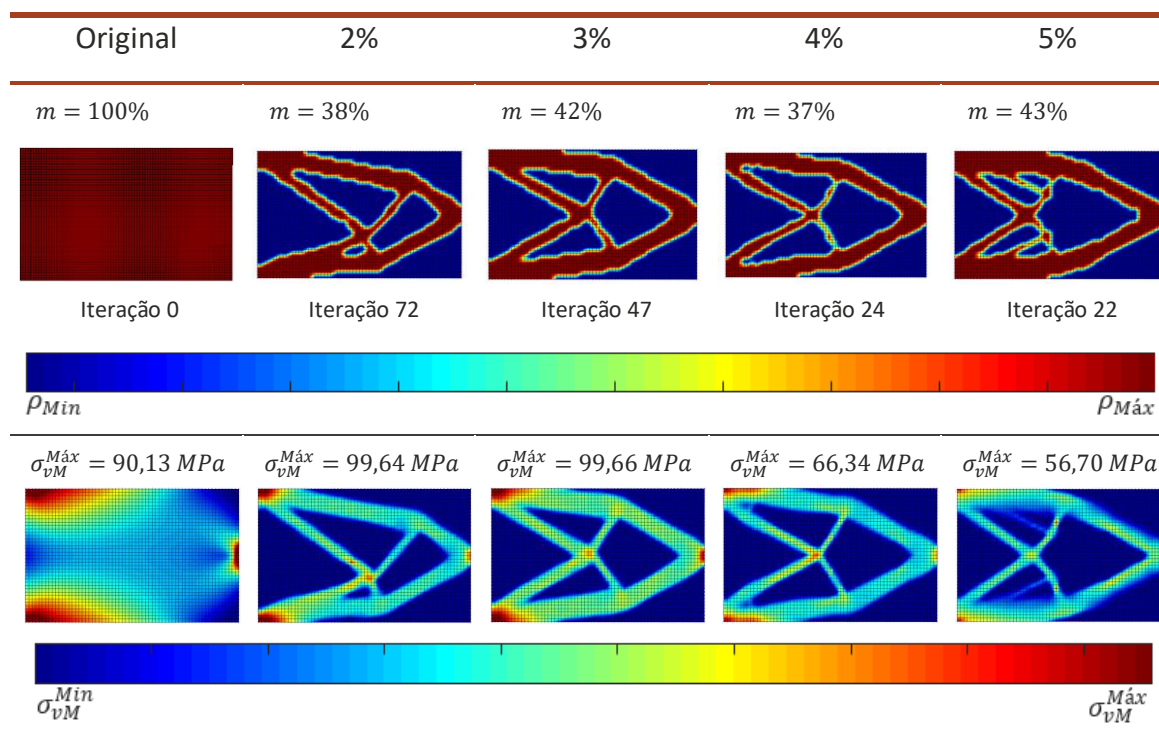 Original 2% 3% 4% 5%
m = 100% m = 38% m = 42% m = 37% m = 43%
Iteração 0 Iteração 72 Iteração 47 Iteração 24 Iteração 22
ρ_Min ρ_Máx
σ_vM^Máx = 90,13 MPa σ_vM^Máx = 99,64 MPa σ_vM^Máx = 99,66 MPa σ_vM^Máx = 66,34 MPa σ_vM^Máx = 56,70 MPa
σ_vM^Min σ_vM^Máx